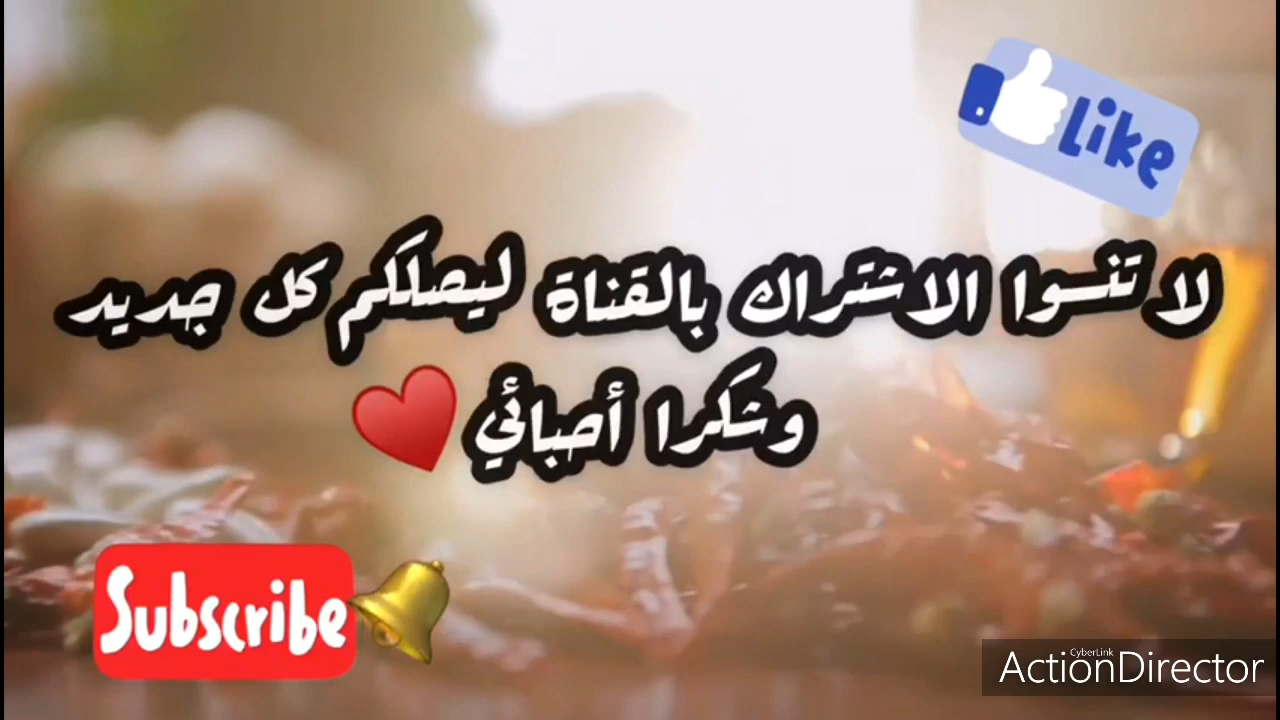 Like
لا تنسوا الاشتراك بالقناة ليصلكم كل جديد
وشكرا أحبائي
Subscribe
CyberLink
ActionDirector